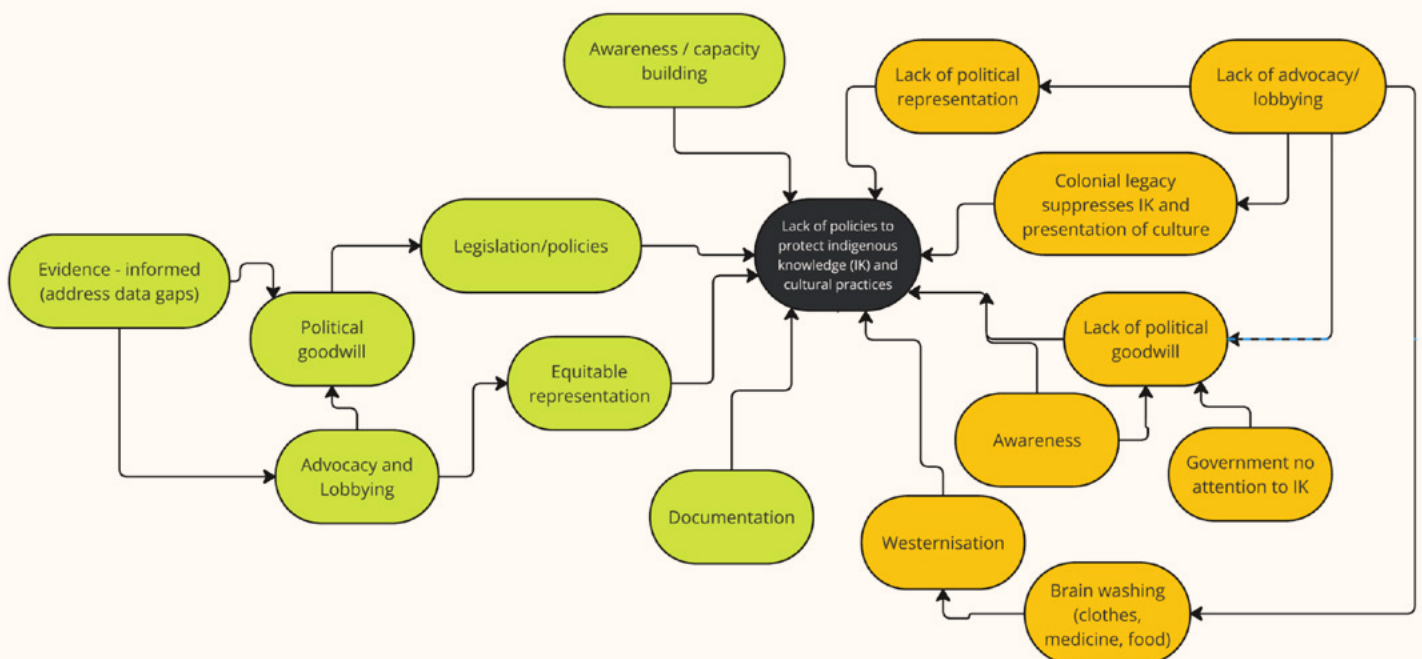 Awareness / capacity
building
Lack of political
representation
Lack of advocacy/
lobbying
Colonial legacy
suppresses IK and
presentation of culture
Lack of policies to
protect indigenous
knowledge (IK) and
cultural practices
Legislation/policies
Evidence - informed
(address data gaps)
Political
goodwill
Lack of political
goodwill
Equitable
representation
Awareness
Government no
attention to IK
Advocacy and
Lobbying
Documentation
Westernisation
Brain washing
(clothes,
medicine, food)